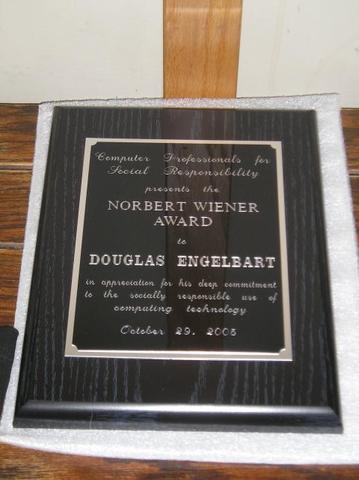 Computer Professionals for
Social Responsibility
presents the
NORBERT WIENER
AWARD
to
DOUGLAS ENGELBART
in appreciation for his deep commitment
to the socially responsible use of
computing technology
October 29, 2005